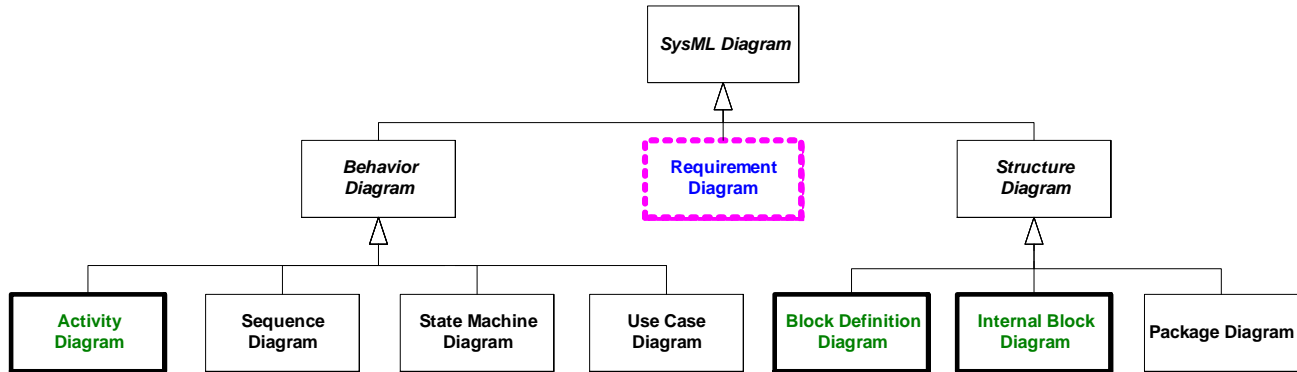 SysML Diagram
Behavior
Diagram
Requirement
Diagram
Structure
Diagram
Activity
Diagram
Sequence
Diagram
State Machine
Diagram
Use Case
Diagram
Block Definition
Diagram
Internal Block
Diagram
Package Diagram